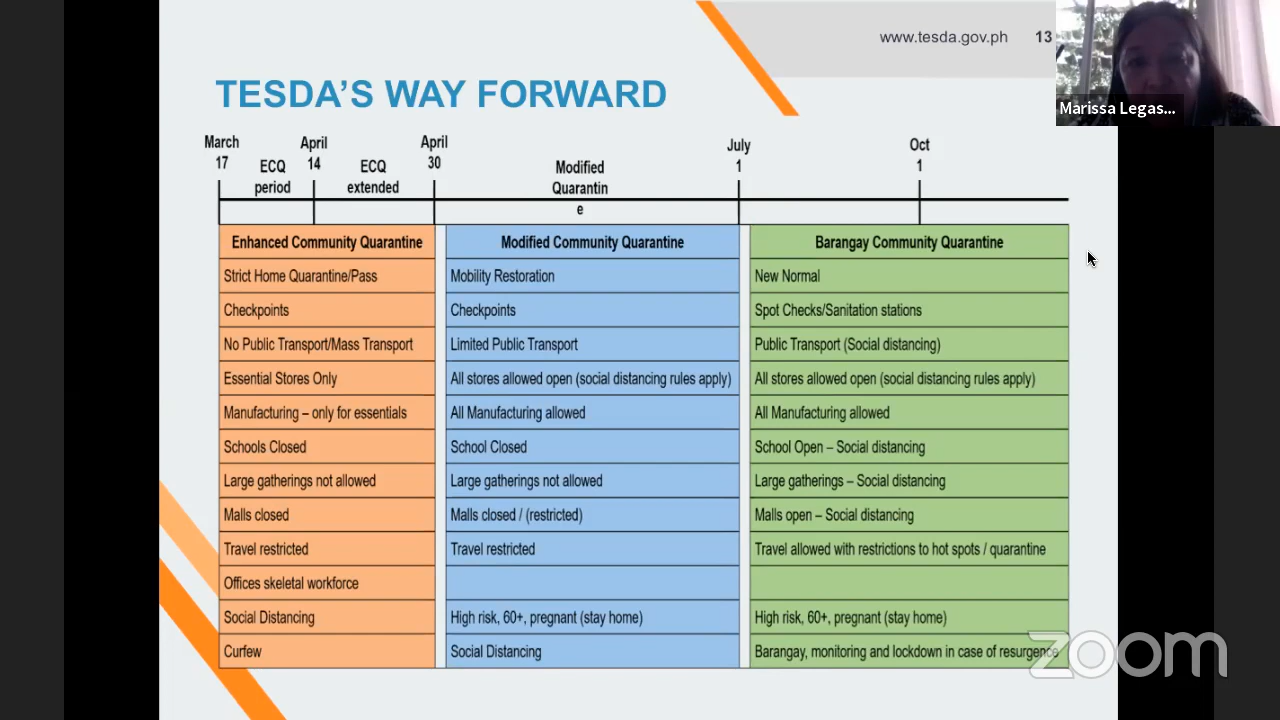 www.tesda.gov.ph 13
Marissa Legas...
TESDA'S WAY FORWARD
March
17
ECQ
period
April
14
ECQ
extended
April
30
Modified
Quarantin
e
July
1
Oct
1
Enhanced Community Quarantine
Strict Home Quarantine/Pass
Checkpoints
No Public Transport/Mass Transport
Essential Stores Only
Manufacturing – only for essentials
Schools Closed
Large gatherings not allowed
Malls closed
Travel restricted
Offices skeletal workforce
Social Distancing
Curfew
Modified Community Quarantine
Mobility Restoration
Checkpoints
Limited Public Transport
All stores allowed open (social distancing rules apply)
All Manufacturing allowed
School Closed
Large gatherings not allowed
Malls closed / (restricted)
Travel restricted
High risk, 60+, pregnant (stay home)
Social Distancing
Barangay Community Quarantine
New Normal
Spot Checks/Sanitation stations
Public Transport (Social distancing)
All stores allowed open (social distancing rules apply)
All Manufacturing allowed
School Open – Social distancing
Large gatherings – Social distancing
Malls open – Social distancing
Travel allowed with restrictions to hot spots / quarantine
High risk, 60+, pregnant (stay home)
Barangay, monitoring and lockdown in case of resurgence
zoom